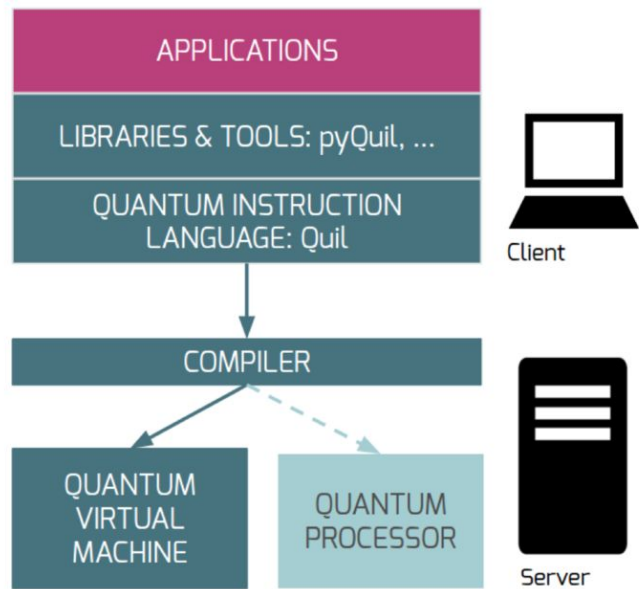 APPLICATIONS
LIBRARIES & TOOLS: pyQuil, ...
QUANTUM INSTRUCTION
LANGUAGE: Quil
Client
COMPILER
QUANTUM
VIRTUAL
MACHINE
QUANTUM
PROCESSOR
Server